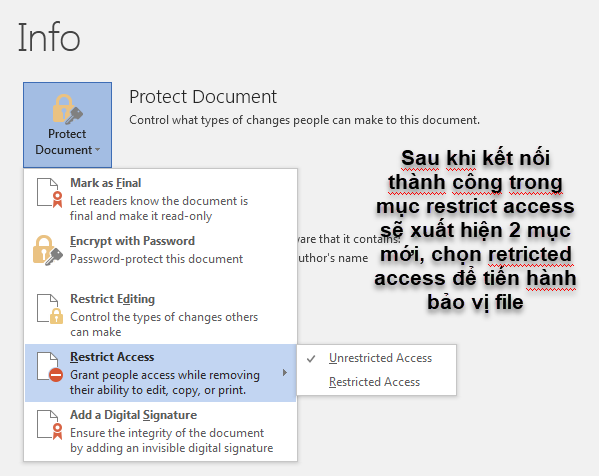 Info
Protect
Document
Protect Document
Control what types of changes people can make to this document.
Mark as Final
Let readers know the document is
final and make it read-only
Encrypt with Password
Password-protect this document
ware that it contains:
uthor's name
Restrict Editing
Control the types of changes others
can make
Restrict Access
Grant people access while removing
their ability to edit, copy, or print.
Unrestricted Access
Restricted Access
Add a Digital Signature
Ensure the integrity of the document
by adding an invisible digital signature
Sau khi kết nối
thành công trong
mục restrict access
sẽ xuất hiện 2 mục
mới, chọn retricted
access để tiến hành
bảo vị file